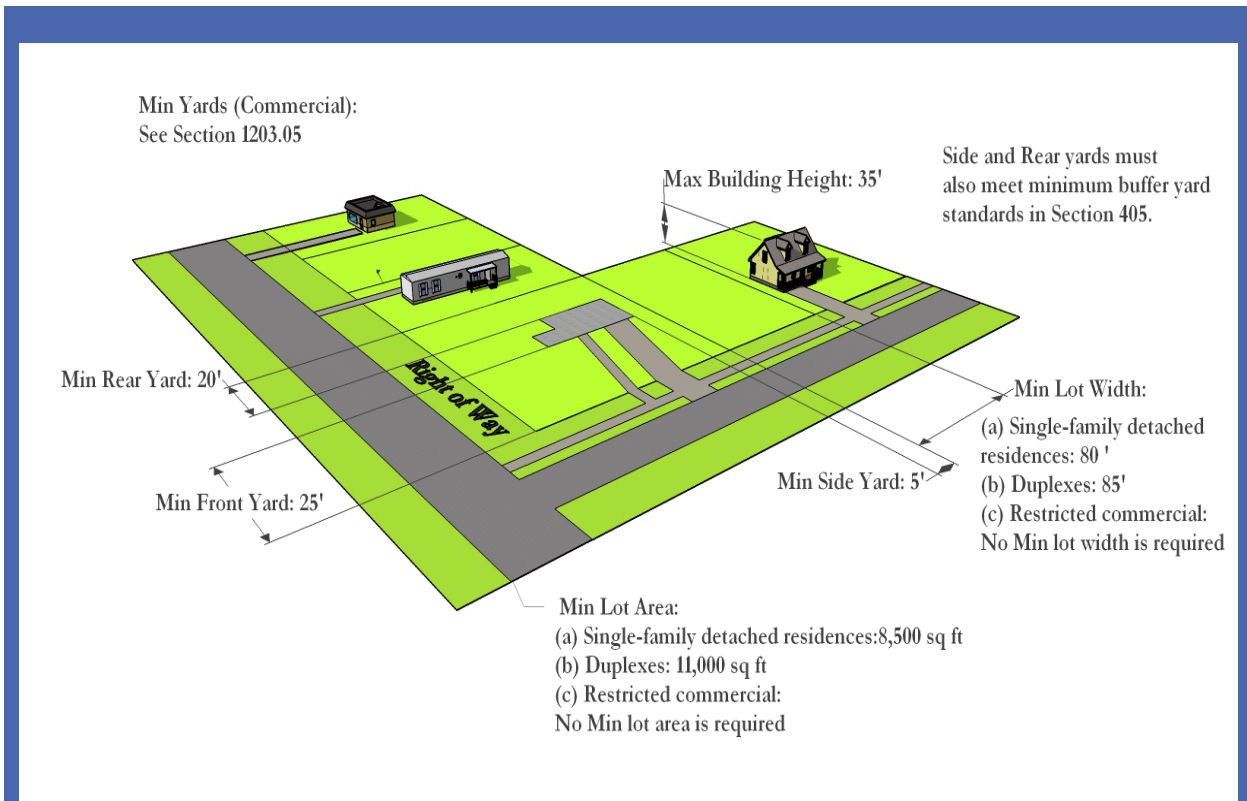 Min Yards (Commercial):
See Section 1203.05
Max Building Height: 35'
Side and Rear yards must
also meet minimum buffer yard
standards in Section 405.
Min Rear Yard: 20'
Right of Way
Min Front Yard: 25'
Min Side Yard: 5'
Min Lot Width:
(a) Single-family detached
residences: 80 '
(b) Duplexes: 85'
(c) Restricted commercial:
No Min lot width is required
Min Lot Area:
(a) Single-family detached residences:8,500 sq ft
(b) Duplexes: 11,000 sq ft
(c) Restricted commercial:
No Min lot area is required